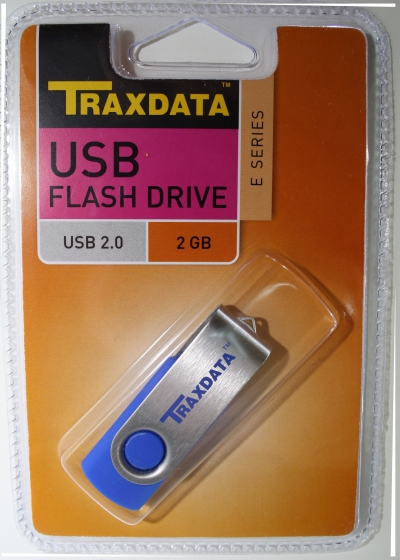 TRAXDATA™
USB
FLASH DRIVE
USB 2.0
2 GB
E SERIES
TRAXDATA™